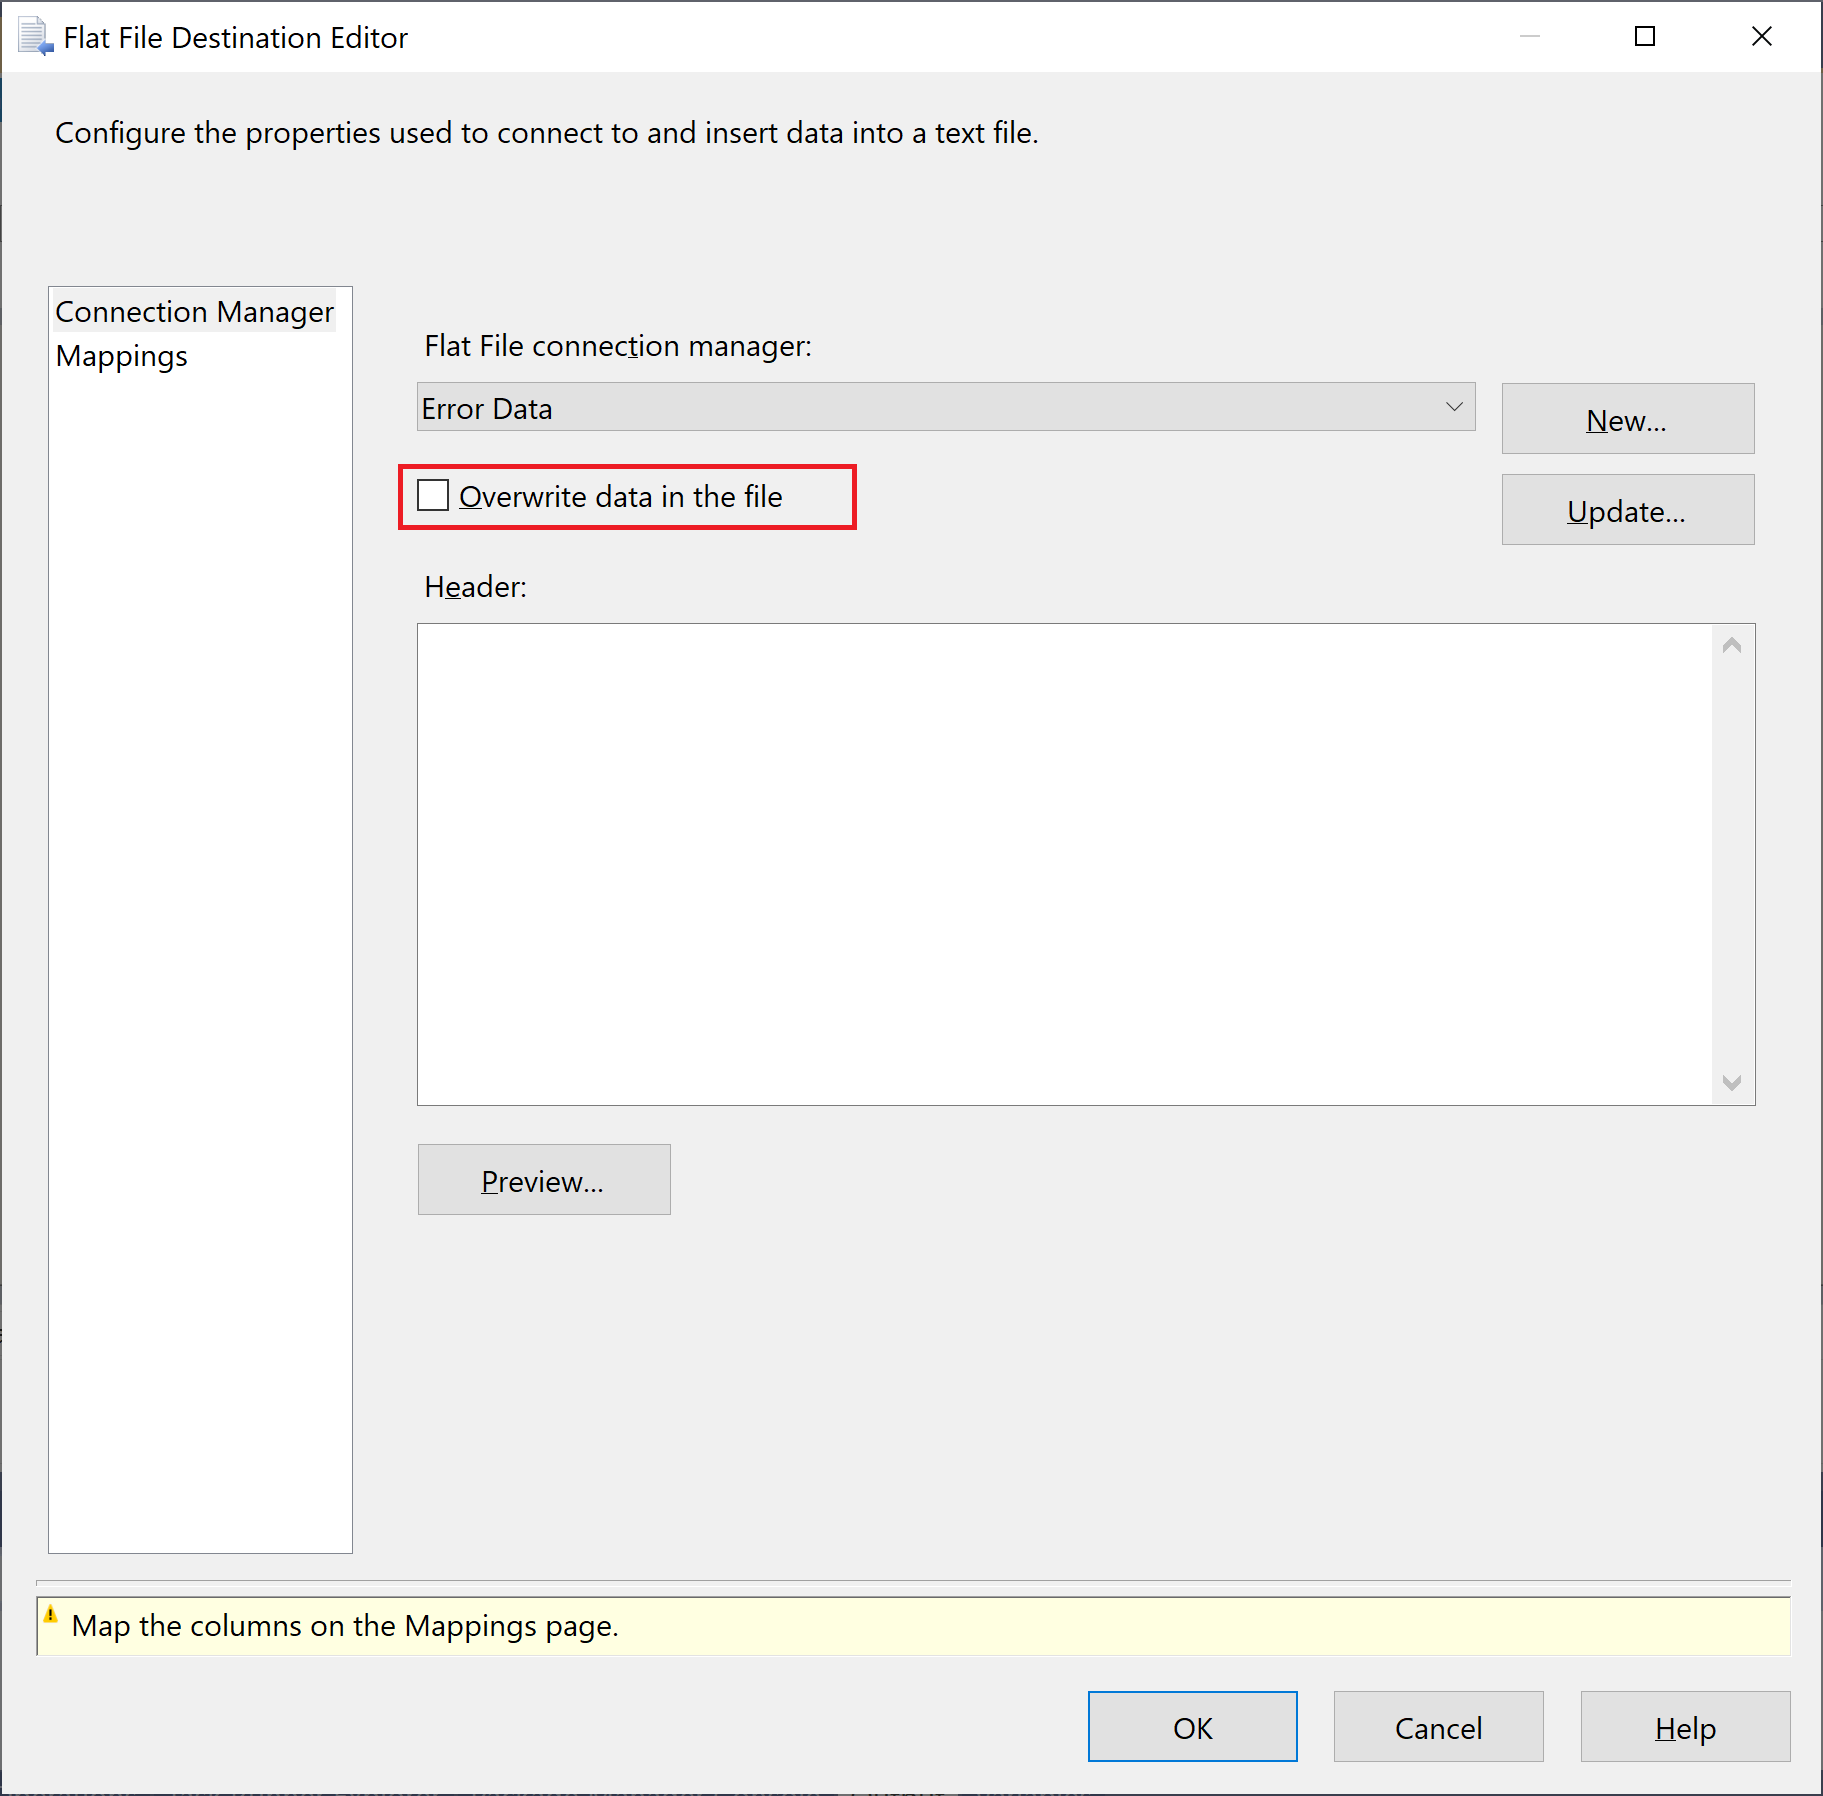 Flat File Destination Editor
Configure the properties used to connect to and insert data into a text file.
Connection Manager
Mappings
Flat File connection manager:
Error Data
New...
Overwrite data in the file
Update...
Header:
Preview...
Map the columns on the Mappings page.
OK
Cancel
Help